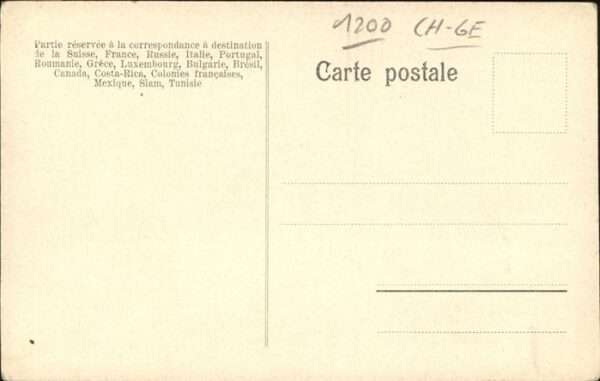 1200 CH-GE
Partie réservée à la correspondance à destination
de la Suisse, France, Russie, Italie, Portugal,
Roumanie, Grèce, Luxembourg, Bulgarie, Brésil,
Canada, Costa-Rica, Colonies françaises,
Mexique, Siam, Tunisie
Carte postale